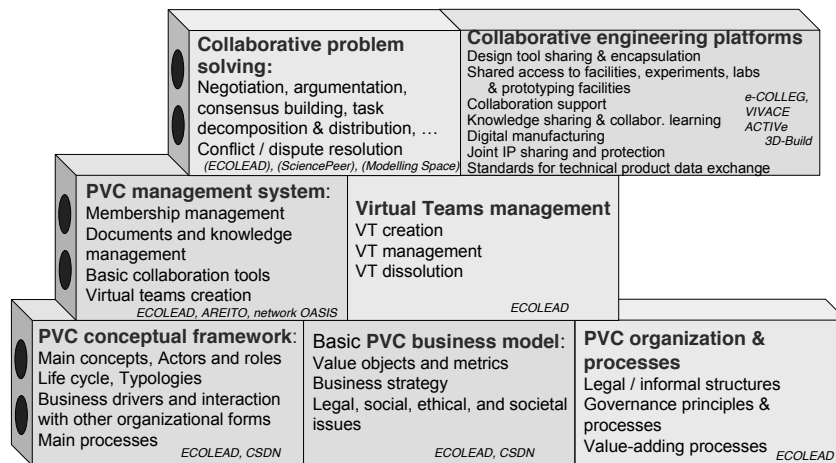 Collaborative problem
solving:
Negotiation, argumentation,
consensus building, task
decomposition & distribution, …
Conflict / dispute resolution
(ECOLEAD), (SciencePeer), (Modelling Space)
Collaborative engineering platforms
Design tool sharing & encapsulation
Shared access to facilities, experiments, labs
& prototyping facilities
Collaboration support
Knowledge sharing & collabor. learning
Digital manufacturing
Joint IP sharing and protection
Standards for technical product data exchange
e-COLLEG,
VIVACE
ACTIVe
3D-Build
PVC management system:
Membership management
Documents and knowledge
management
Basic collaboration tools
Virtual teams creation
ECOLEAD, AREITO, network OASIS
Virtual Teams management
VT creation
VT management
VT dissolution
ECOLEAD
PVC conceptual framework:
Main concepts, Actors and roles
Life cycle, Typologies
Business drivers and interaction
with other organizational forms
Main processes
ECOLEAD, CSDN
Basic PVC business model:
Value objects and metrics
Business strategy
Legal, social, ethical, and societal
issues
ECOLEAD, CSDN
PVC organization &
processes
Legal / informal structures
Governance principles &
processes
Value-adding processes
ECOLEAD